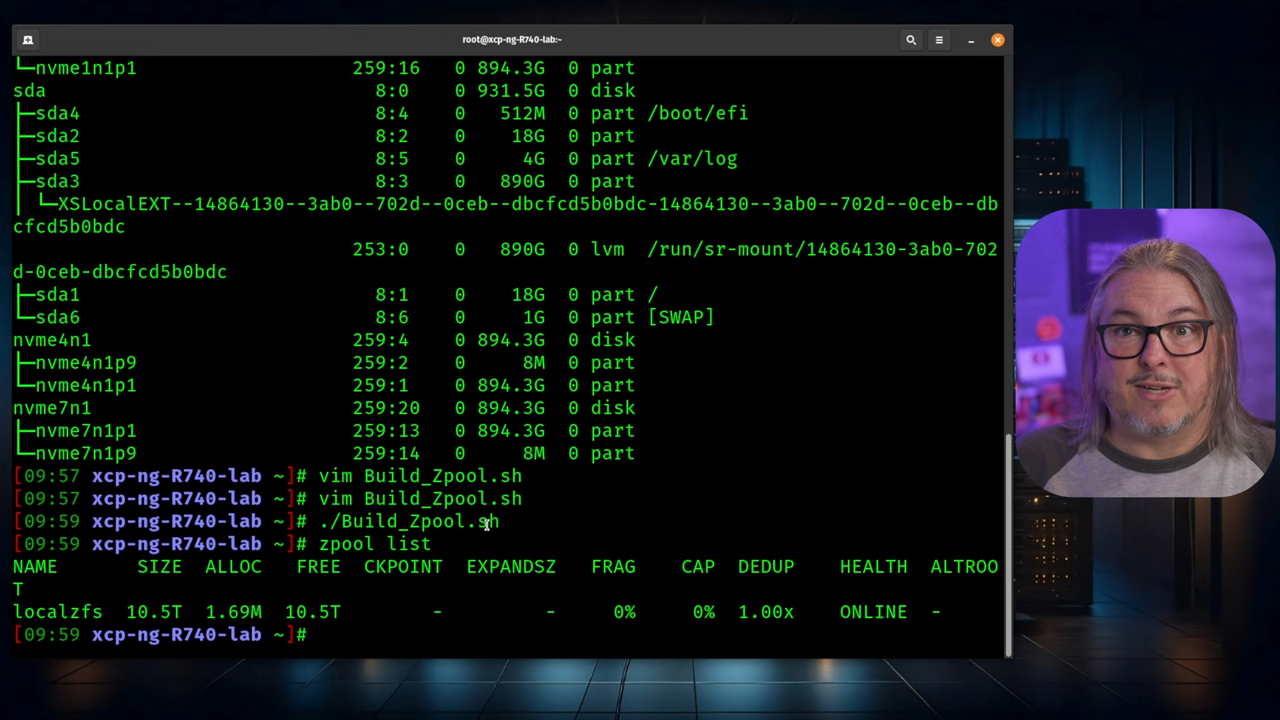 root@xcp-ng-R740-lab:~
└─nvme1n1p1 259:16 0 894.3G 0 part
sda 8:0 0 931.5G 0 disk
├─sda4 8:4 0 512M 0 part /boot/efi
├─sda2 8:2 0 18G 0 part
├─sda5 8:5 0 4G 0 part /var/log
├─sda3 8:3 0 890G 0 part
│ └─XSLocalEXT--14864130--3ab0--702d--0ceb--dbcfcd5b0bdc-14864130--3ab0--702d--0ceb--db
cfcd5b0bdc
253:0 0 890G 0 lvm /run/sr-mount/14864130-3ab0-702
d-0ceb-dbcfcd5b0bdc
├─sda1 8:1 0 18G 0 part /
└─sda6 8:6 0 1G 0 part [SWAP]
nvme4n1 259:4 0 894.3G 0 disk
├─nvme4n1p9 259:2 0 8M 0 part
└─nvme4n1p1 259:1 0 894.3G 0 part
nvme7n1 259:20 0 894.3G 0 disk
├─nvme7n1p1 259:13 0 894.3G 0 part
└─nvme7n1p9 259:14 0 8M 0 part
[09:57 xcp-ng-R740-lab ~]# vim Build_Zpool.sh
[09:57 xcp-ng-R740-lab ~]# vim Build_Zpool.sh
[09:59 xcp-ng-R740-lab ~]# ./Build_Zpool.sh
[09:59 xcp-ng-R740-lab ~]# zpool list
NAME SIZE ALLOC FREE CKPOINT EXPANDSZ FRAG CAP DEDUP HEALTH ALTROO
T
localzfs 10.5T 1.69M 10.5T - - 0% 0% 1.00x ONLINE -
[09:59 xcp-ng-R740-lab ~]#